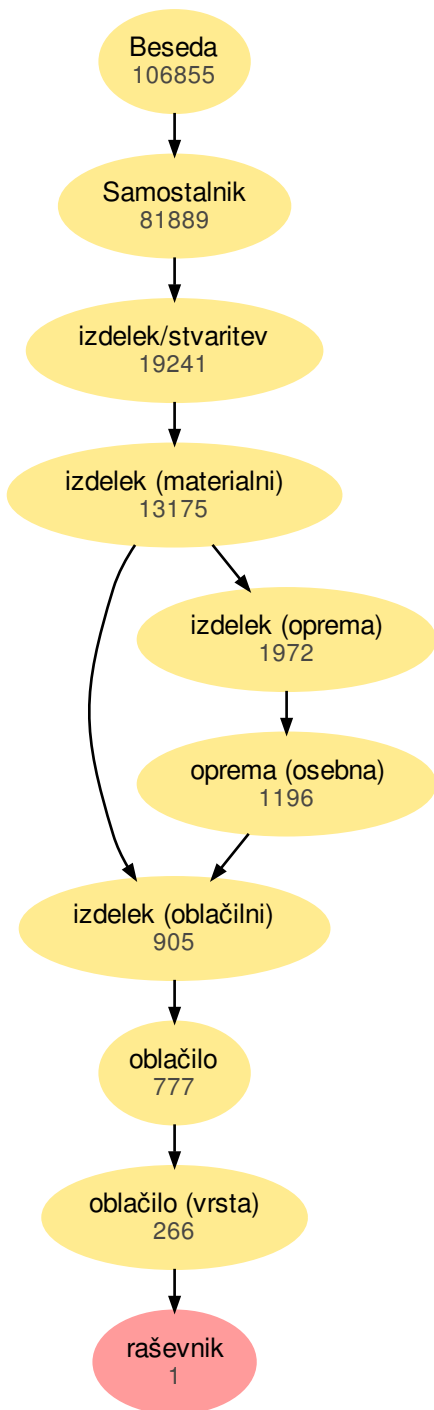 Beseda
106855
Samostalnik
81889
izdelek/stvaritev
19241
izdelek (materialni)
13175
izdelek (oprema)
1972
oprema (osebna)
1196
izdelek (oblačilni)
905
oblačilo
777
oblačilo (vrsta)
266
raševnik
1